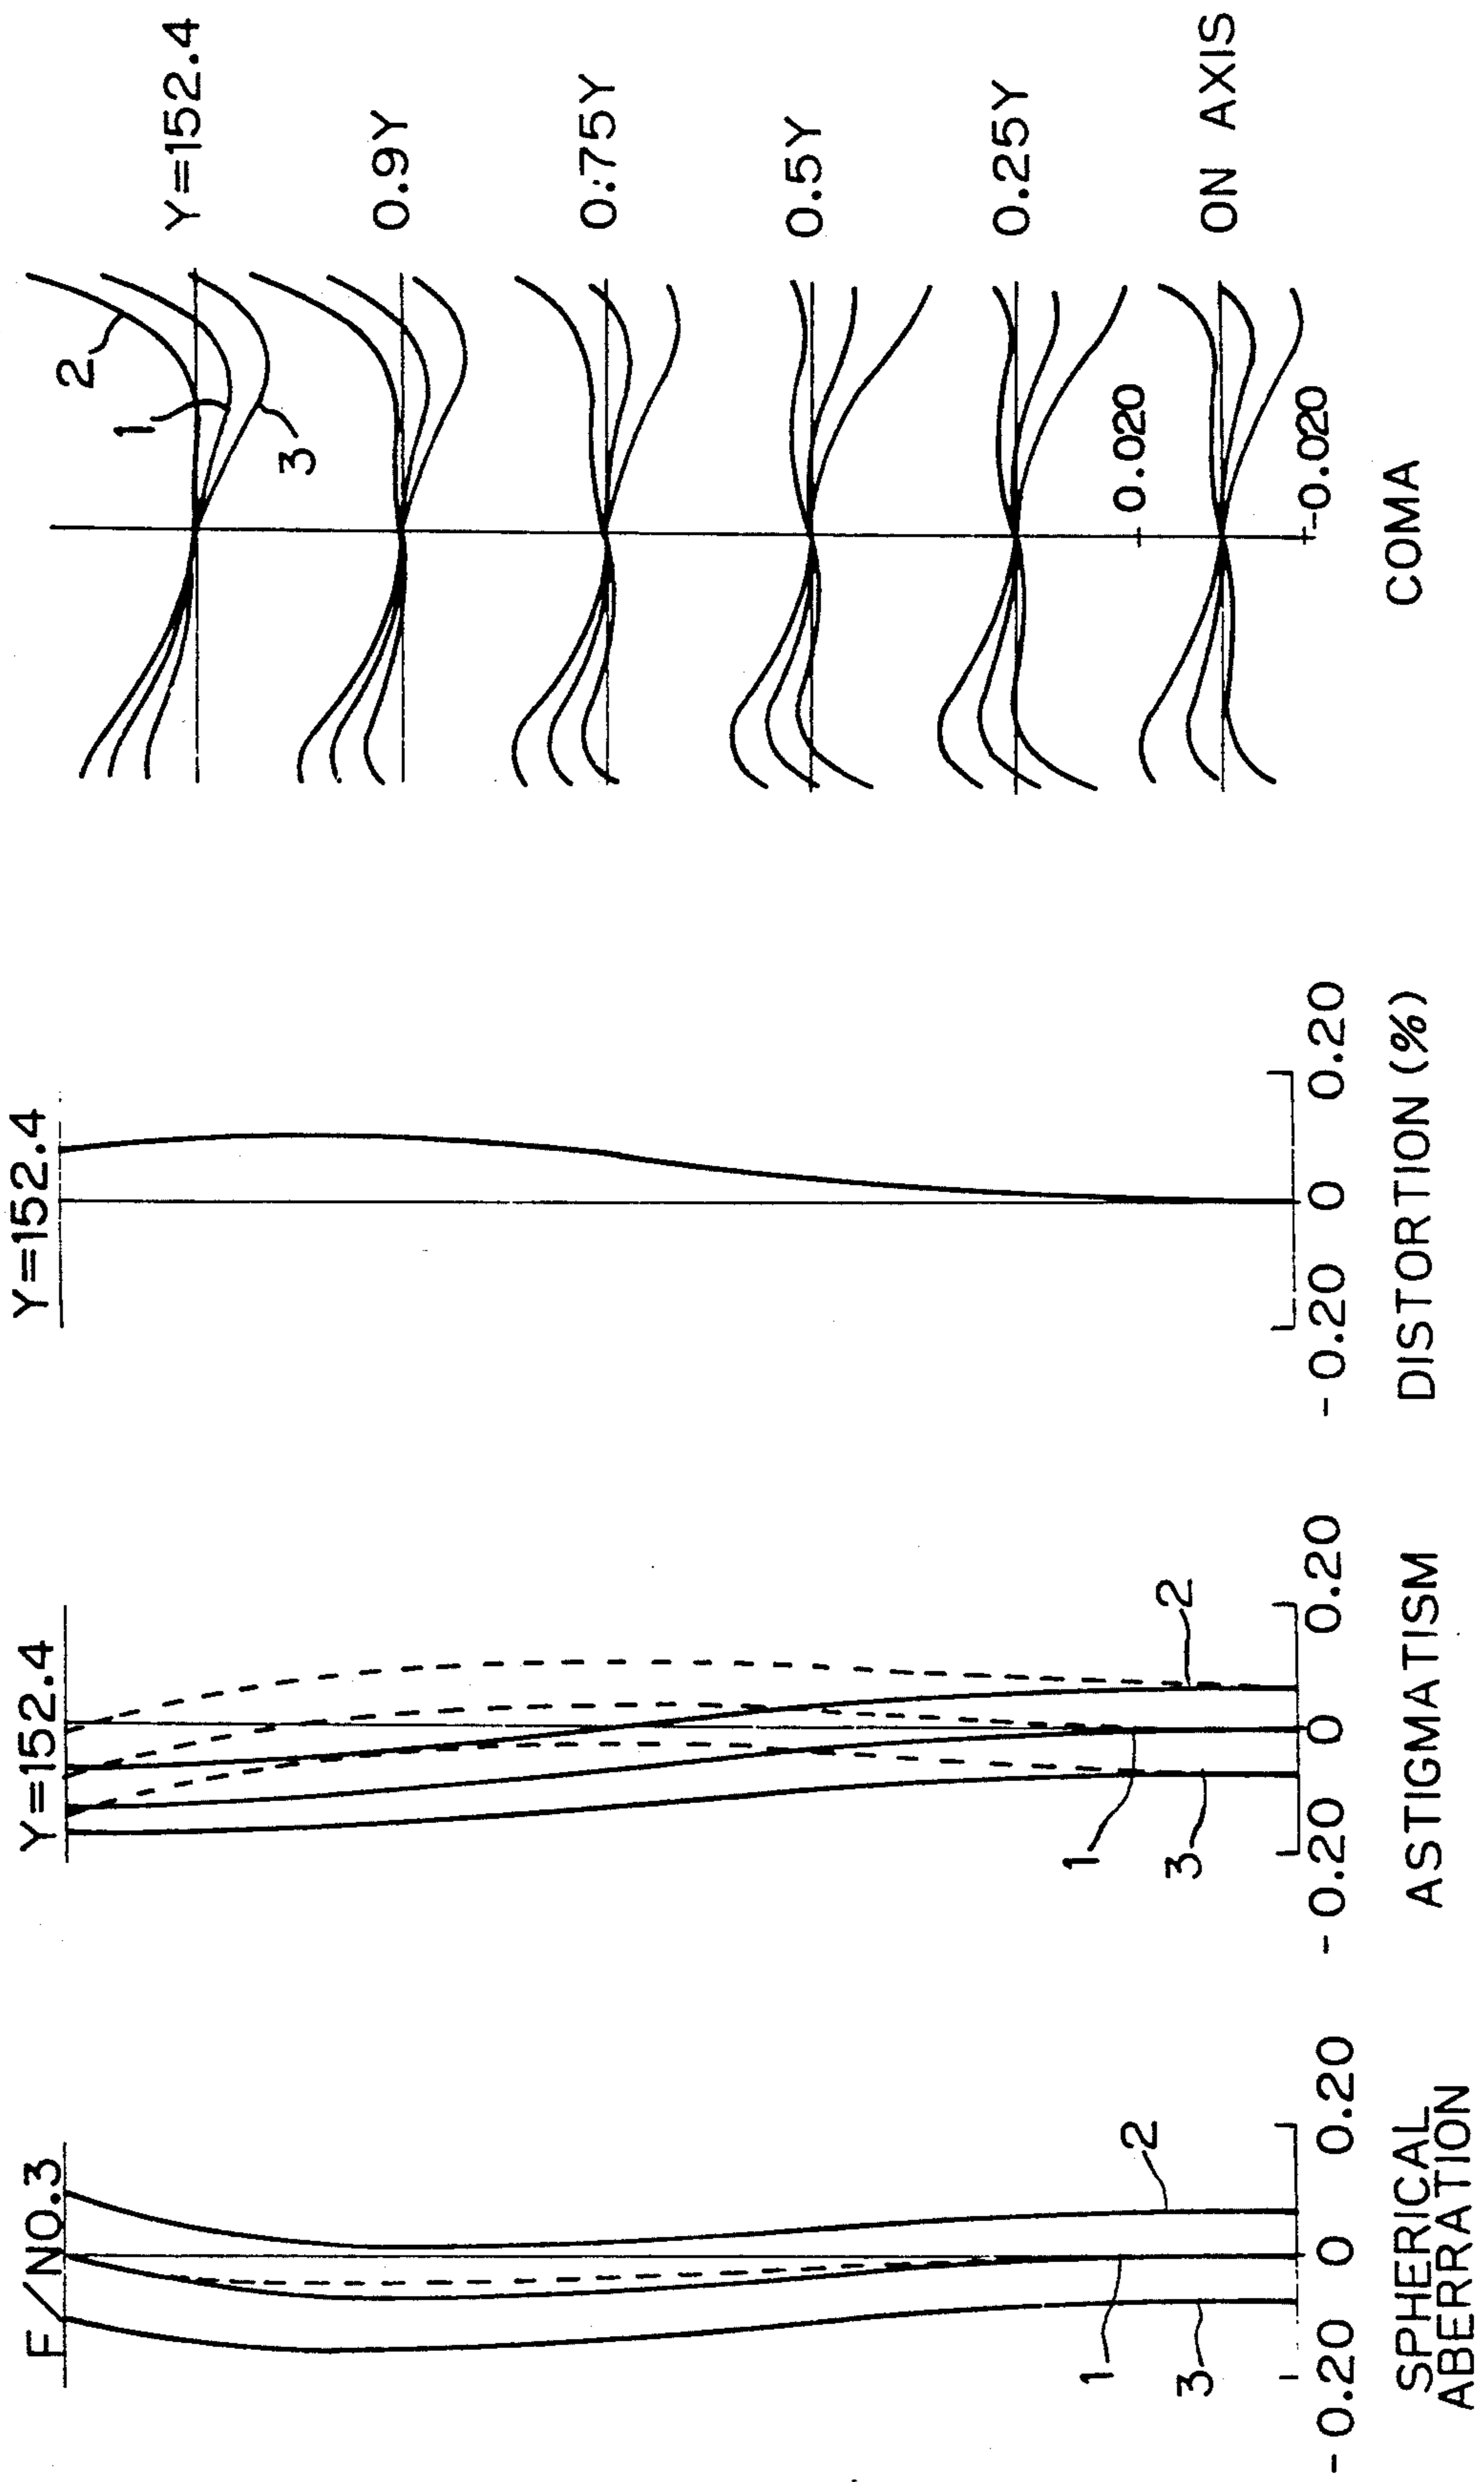 F/NO.3
2
1
3
-0.20 0 0.20
SPHERICAL
ABERRATION
Y=152.4
2
1
3
-0.20 0 0.20
ASTIGMATISM
Y=152.4
-0.20 0 0.20
DISTORTION (%)
2
1
3
Y=152.4
0.9Y
0.75Y
0.5Y
0.25Y
0.020
ON AXIS
-0.020
COMA